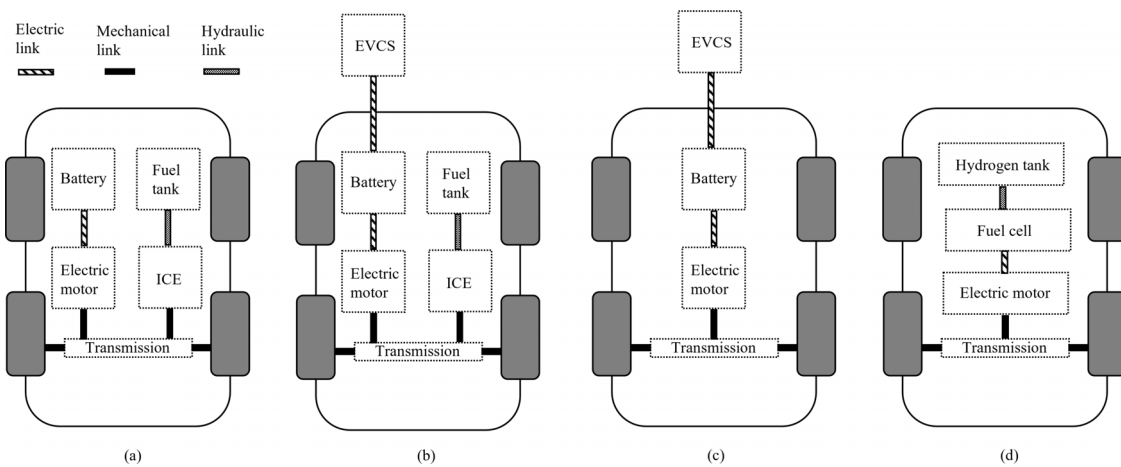 Electric
link
Mechanical
link
Hydraulic
link
Battery
Fuel
tank
Electric
motor
ICE
Transmission
(a)
EVCS
Battery
Fuel
tank
Electric
motor
ICE
Transmission
(b)
EVCS
Battery
Electric
motor
Transmission
(c)
Hydrogen tank
Fuel cell
Electric motor
Transmission
(d)